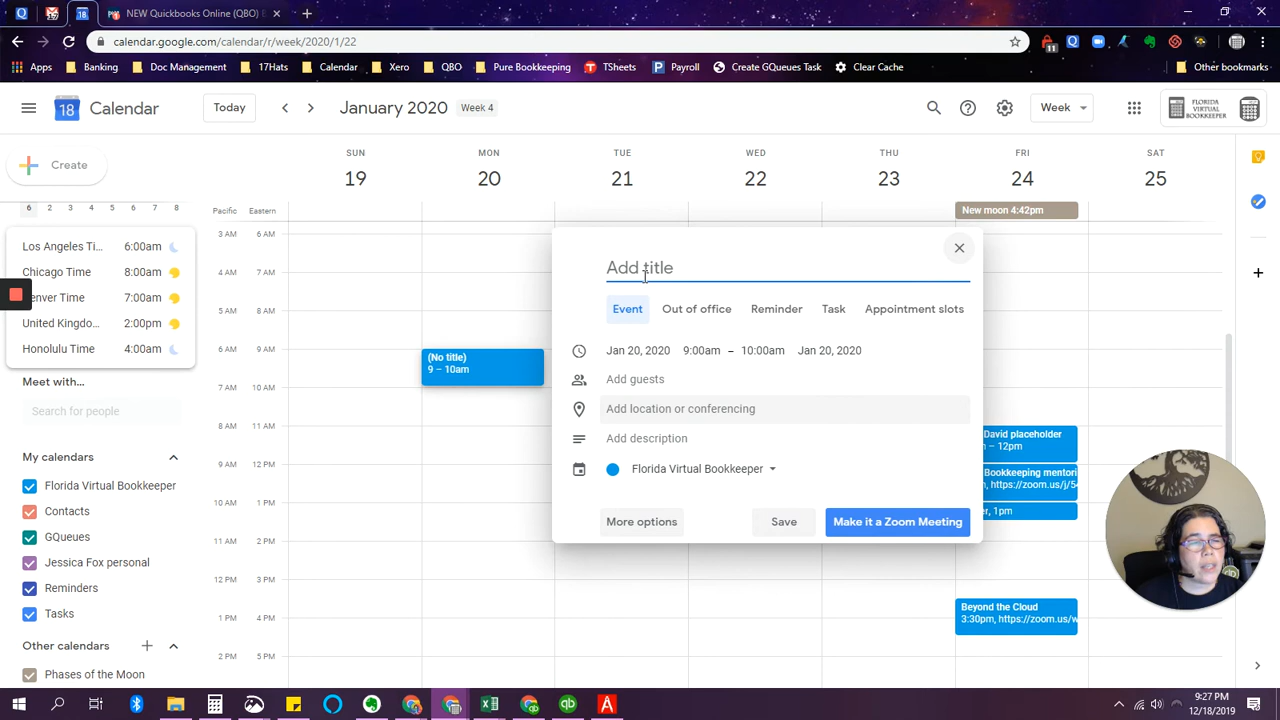 NEW Quickbooks Online (QBO)
calendar.google.com/calendar/r/week/2020/1/22
11
Apps Banking Doc Management 17Hats Calendar Xero QBO Pure Bookkeeping TSheets Payroll Create GQueues Task Clear Cache Other bookmarks
18 Calendar Today January 2020 Week 4 Week FLORIDA VIRTUAL BOOKKEEPER
Create
SUN MON TUE WED THU FRI SAT
19 20 21 22 23 24 25
6 2 3 4 5 6 7 8
Pacific Eastern
New moon 4:42pm
Los Angeles Ti... 6:00am
Chicago Time 8:00am
enver Time 7:00am
United Kingdo... 2:00pm
Honolulu Time 4:00am
Meet with...
Search for people
My calendars
Florida Virtual Bookkeeper
Contacts
GQueues
Jessica Fox personal
Reminders
Tasks
Other calendars
Phases of the Moon
3 AM 6 AM
4 AM 7 AM
5 AM 8 AM
6 AM 9 AM
7 AM 10 AM
8 AM 11 AM
9 AM 12 PM
10 AM 1 PM
11 AM 2 PM
12 PM 3 PM
1 PM 4 PM
2 PM 5 PM
(No title)
9 – 10am
Add title
Event Out of office Reminder Task Appointment slots
Jan 20, 2020 9:00am – 10:00am Jan 20, 2020
Add guests
Add location or conferencing
Add description
Florida Virtual Bookkeeper
More options Save Make it a Zoom Meeting
David placeholder
– 12pm
Bookkeeping mentori
, https://zoom.us/j/5
, 1pm
Beyond the Cloud
3:30pm, https://zoom.us/w
9:27 PM
12/18/2019